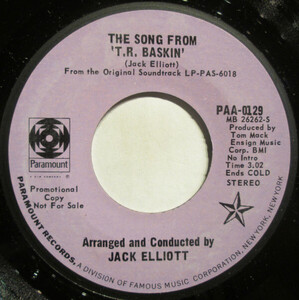 THE SONG FROM
'T.R. BASKIN'
(Jack Elliott)
From the Original Soundtrack LP-PAS-6018
PAA-0129
MB 26262-S
Produced by
Tom Mack
Ensign Music
Corp. BMI
No Intro
Time 3.02
Ends COLD
STEREO
Paramount
Promotional
Copy
Not For Sale
Arranged and Conducted by
JACK ELLIOTT
PARAMOUNT RECORDS, A DIVISION OF FAMOUS MUSIC CORPORATION, NEW YORK, NEW YORK